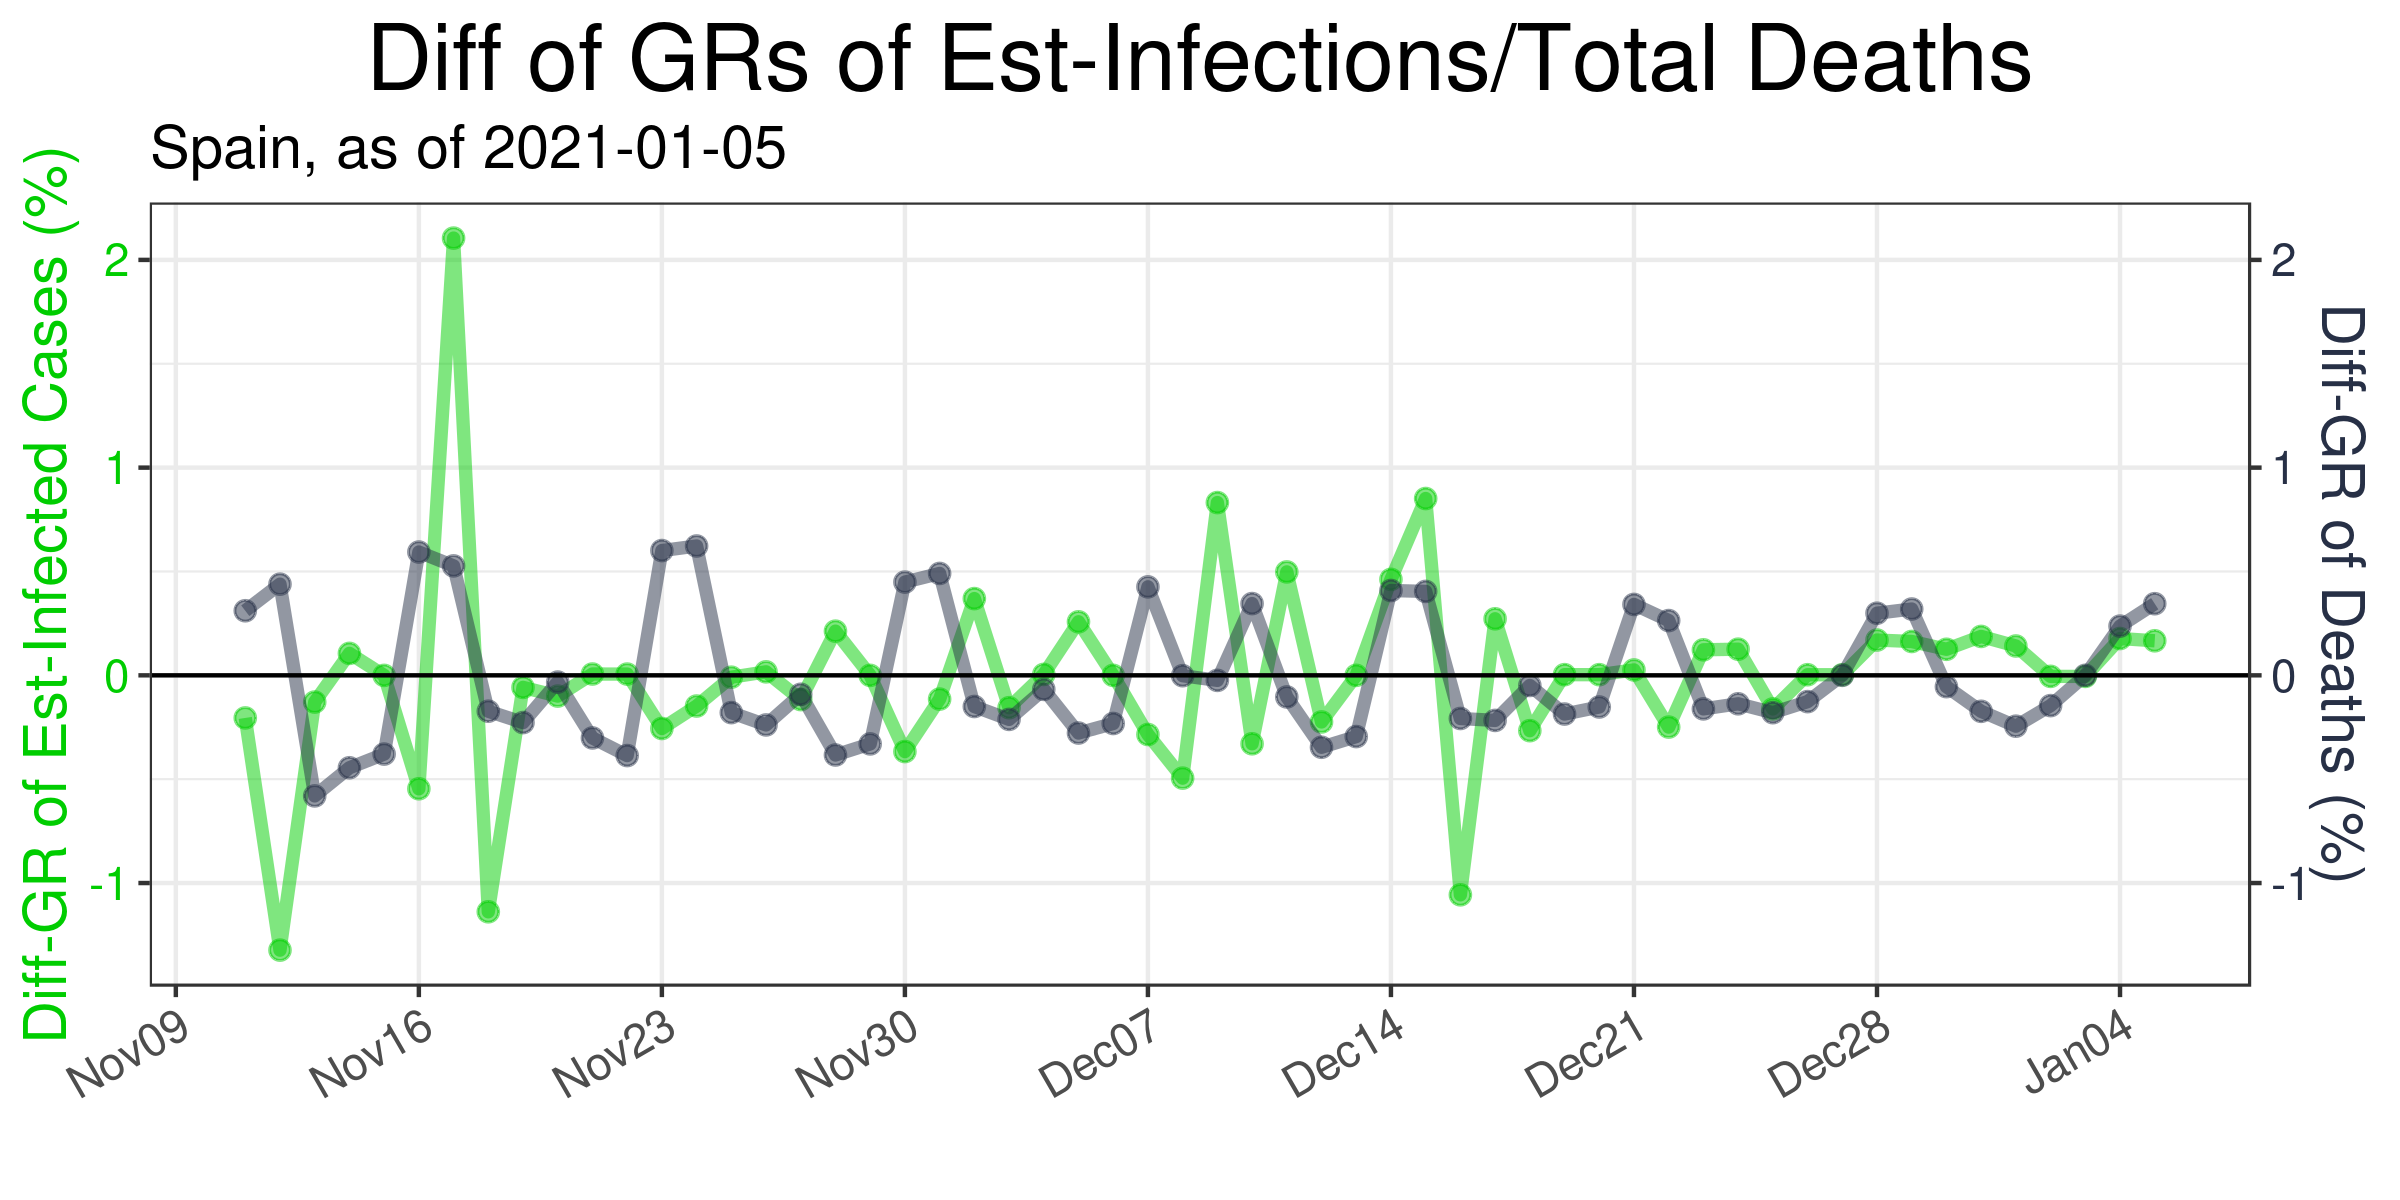 Diff of GRs of Est-Infections/Total Deaths
Spain, as of 2021-01-05
Diff-GR of Est-Infected Cases (%)
2
1
0
-1
2
1
0
-1
Diff-GR of Deaths (%)
Nov09
Nov16
Nov23
Nov30
Dec07
Dec14
Dec21
Dec28
Jan04